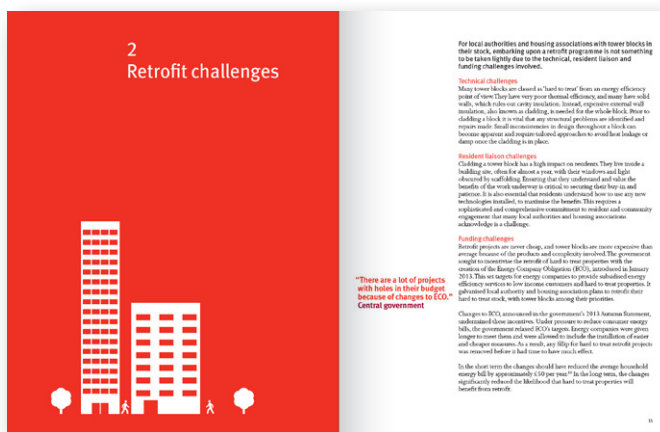 2
Retrofit challenges
For local authorities and housing associations with tower blocks in
their stock, embarking upon a retrofit programme is not something
to be taken lightly due to the technical, resident liaison and
funding challenges involved.
Technical challenges
Many tower blocks are classed as 'hard to treat' from an energy efficiency
point of view. They have very poor thermal efficiency, and many have solid
walls, which rules out cavity insulation. Instead, expensive external wall
insulation, also known as cladding, is needed for the whole block. Prior to
cladding a block it is vital that any structural problems are identified and
repairs made. Small inconsistencies in design throughout a block can
become apparent and require tailored approaches to avoid heat leakage or
damp once the cladding is in place.
Resident liaison challenges
Cladding a tower block has a high impact on residents. They live inside a
building site, often for almost a year, with their windows and light
obscured by scaffolding. Ensuring that they understand and value the
benefits of the work underway is critical to securing their buy-in and
patience. It is also essential that residents understand how to use any new
technologies installed, to maximise the benefits. This requires a
sophisticated and comprehensive commitment to resident and community
engagement that many local authorities and housing associations
acknowledge is a challenge.
Funding challenges
Retrofit projects are never cheap, and tower blocks are more expensive than
average because of the products and complexity involved. The government
sought to incentivise the retrofit of hard to treat properties with the
creation of the Energy Company Obligation (ECO), introduced in January
2013. This set targets for energy companies to provide subsidised energy
efficiency services to low income customers and hard to treat properties. It
galvanised local authority and housing association plans to retrofit their
hard to treat stock, with tower blocks among their priorities.
"There are a lot of projects
with holes in their budget
because of changes to ECO."
Central government
Changes to ECO, announced in the government's 2013 Autumn Statement,
undermined these incentives. Under pressure to reduce consumer energy
bills, the government relaxed ECO's targets. Energy companies were given
longer to meet them and were allowed to include the installation of easier
and cheaper measures. As a result, any fillip for hard to treat retrofit projects
was removed before it had time to have much effect.
In the short term the changes should have reduced the average household
energy bill by approximately £50 per year. In the long term, the changes
significantly reduced the likelihood that hard to treat properties will
benefit from retrofit.